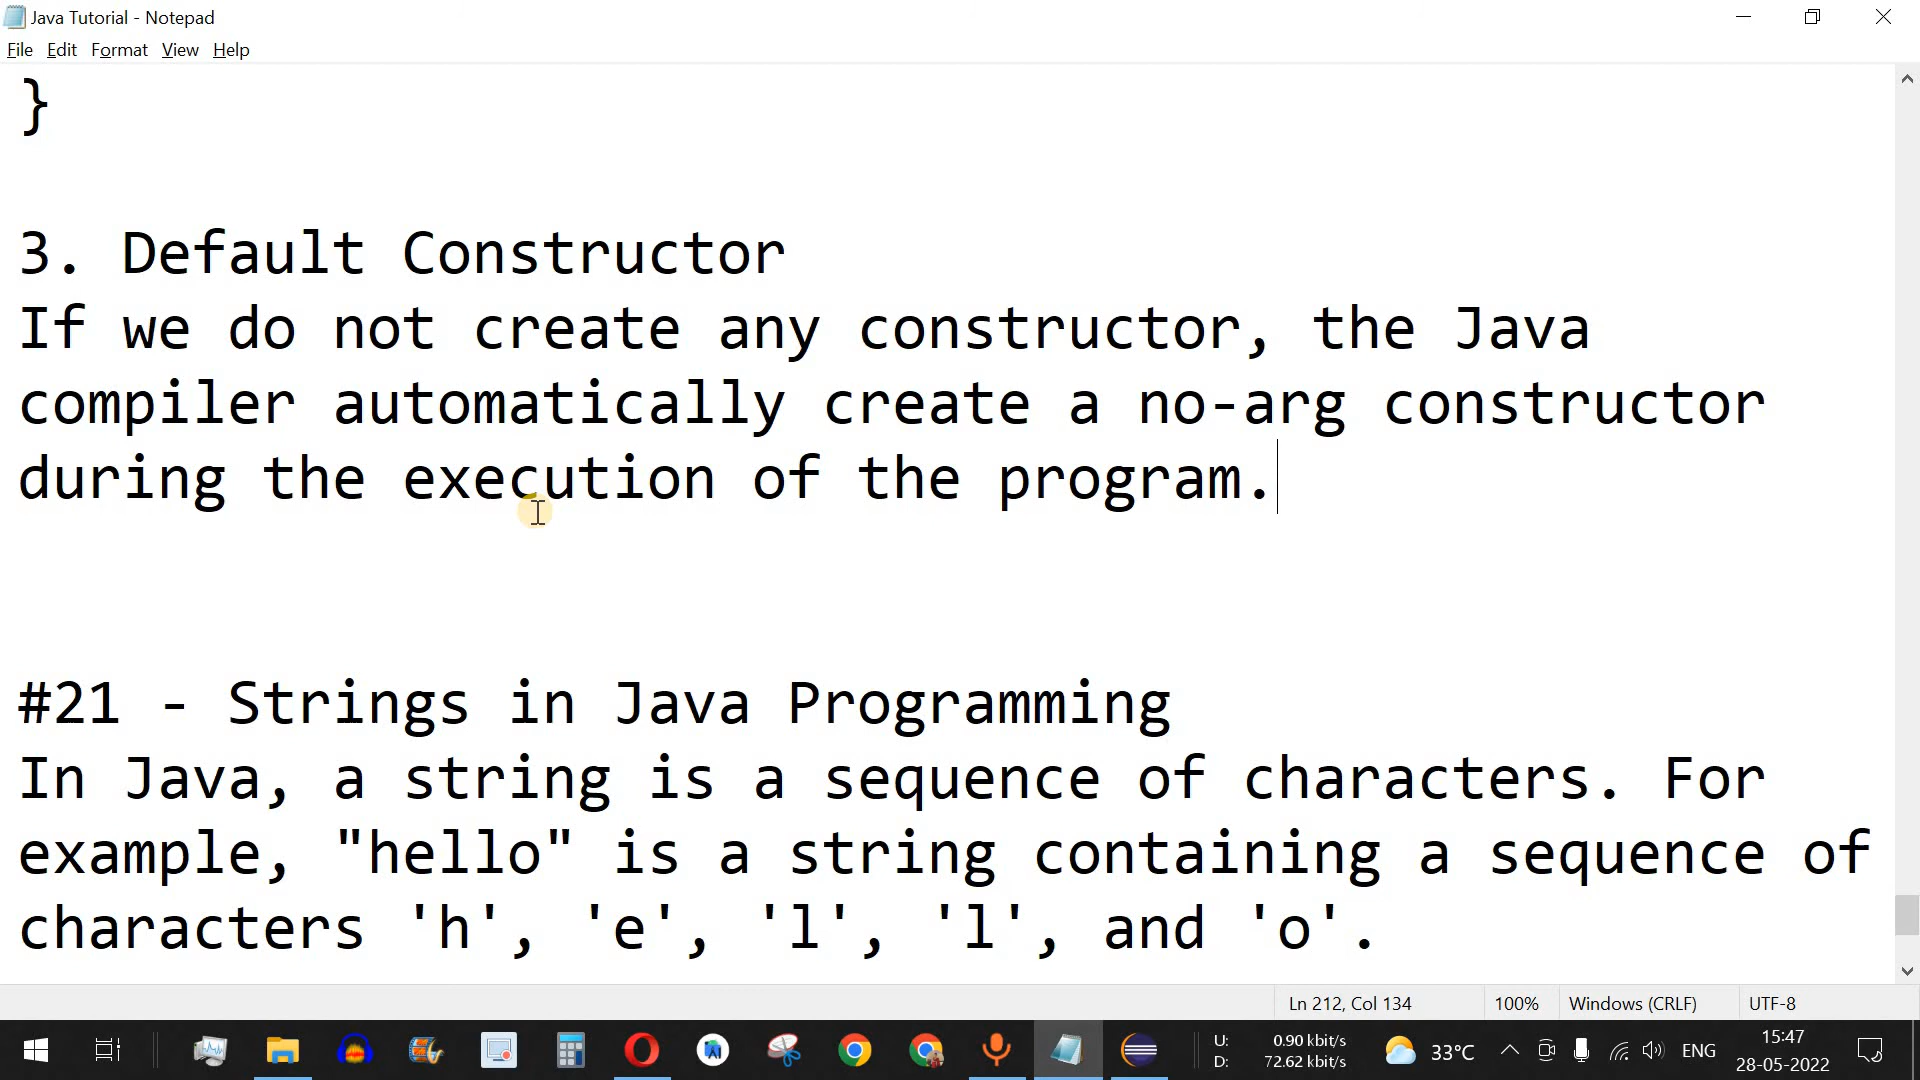 Java Tutorial - Notepad
File Edit Format View Help
}
3. Default Constructor
If we do not create any constructor, the Java
compiler automatically create a no-arg constructor
during the execution of the program.
#21 - Strings in Java Programming
In Java, a string is a sequence of characters. For
example, "hello" is a string containing a sequence of
characters 'h', 'e', 'l', 'l', and 'o'.
Ln 212, Col 134 100% Windows (CRLF) UTF-8
U: 0.90 kbit/s
D: 72.62 kbit/s
33°C
ENG
15:47
28-05-2022